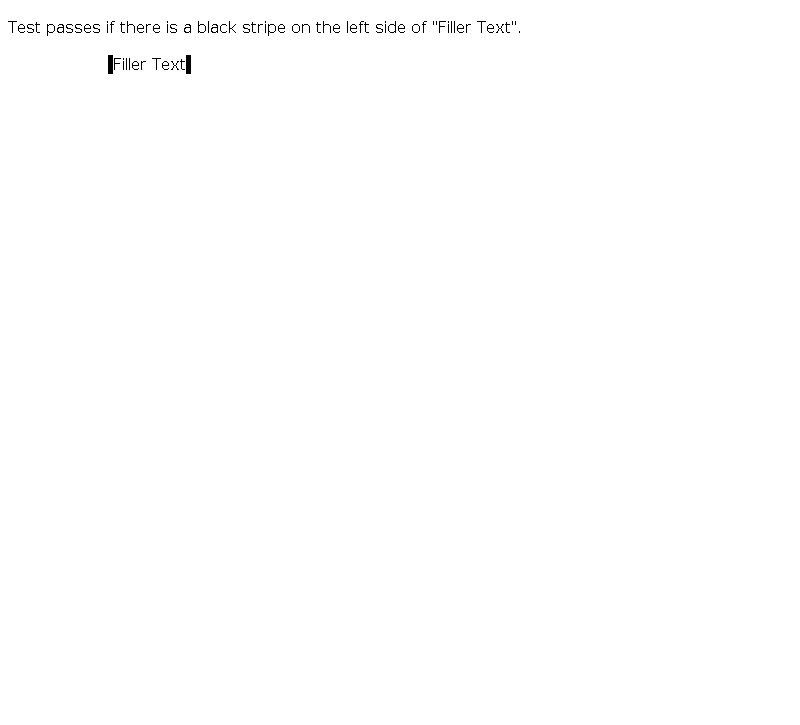 Test passes if there is a black stripe on the left side of "Filler Text".
Filler Text